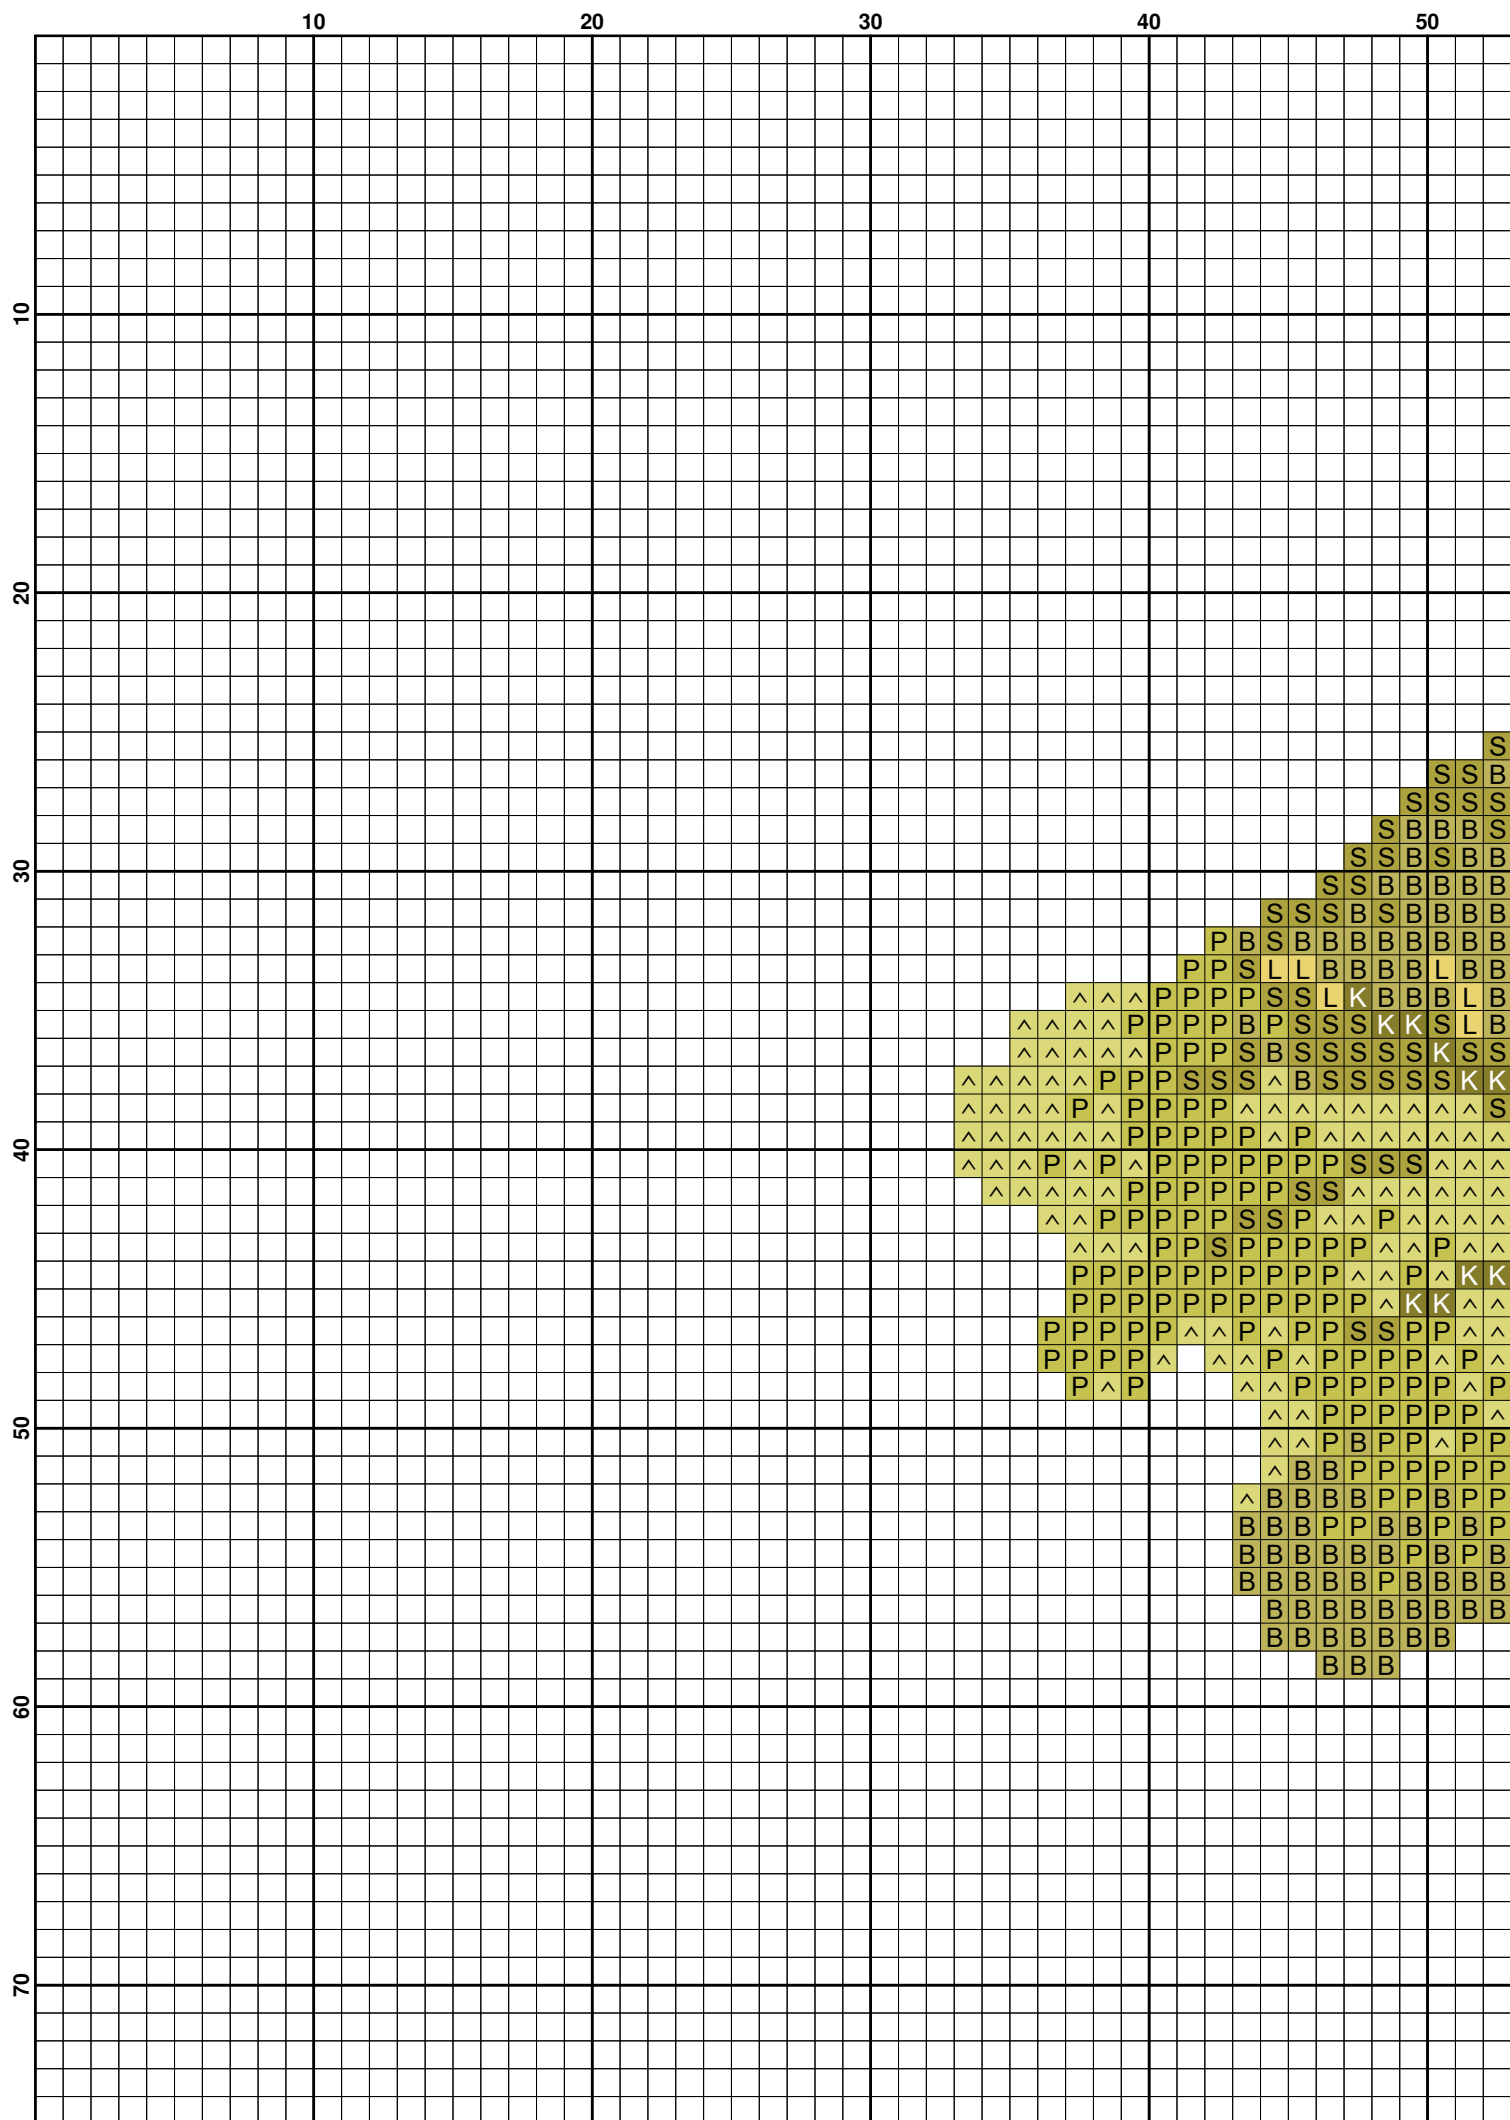 10 20 30 40 50
10
20
S
S S B
S S S S
S B B B S
S S B S B B
30
S S B B B B B
S S S B S B B B B
P B S B B B B B B B B
P P S L L B B B B L B B
^ ^ ^ P P P P S S L K B B B L B
^ ^ ^ ^ P P P P B P S S S K K S L B
^ ^ ^ ^ ^ P P P S B S S S S S K S S
^ ^ ^ ^ ^ P P P S S S ^ B S S S S S K K
^ ^ ^ ^ P ^ P P P P ^ ^ ^ ^ ^ ^ ^ ^ ^ S
^ ^ ^ ^ ^ ^ P P P P P ^ P ^ ^ ^ ^ ^ ^ ^
40
^ ^ ^ P ^ P ^ P P P P P P P S S S ^ ^ ^
^ ^ ^ ^ ^ P P P P P P S S ^ ^ ^ ^ ^ ^
^ ^ P P P P P S S P ^ ^ P ^ ^ ^ ^
^ ^ ^ P P S P P P P P ^ ^ P ^ ^
P P P P P P P P P P ^ ^ P ^ K K
P P P P P P P P P P P ^ K K ^ ^
P P P P P ^ ^ P ^ P P S S P P ^ ^
P P P P ^ ^ ^ P ^ P P P P ^ P ^
P ^ P ^ ^ P P P P P P ^ P
^ ^ P P P P P P ^
50
^ ^ P B P P ^ P P
^ B B P P P P P P
^ B B B B P P B P P
B B B P P B B P B P
B B B B B B P B P B
B B B B B P B B B B
B B B B B B B B B
B B B B B B B
B B B
60
70